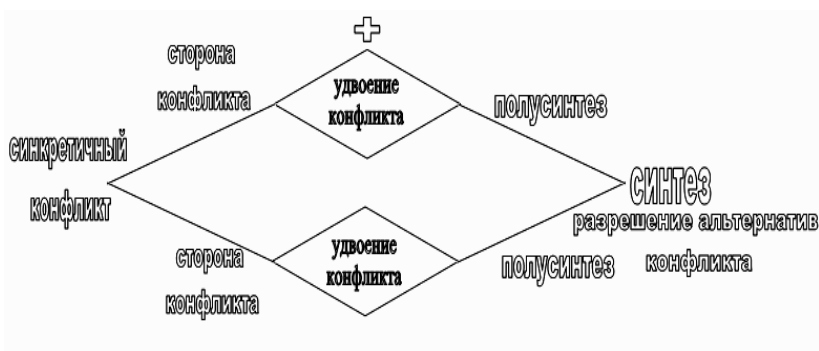 +
сторона
конфликта
удвоение
конфликта
полусинтез
синкретичный
конфликт
синтез
разрешение альтернатив
конфликта
сторона
конфликта
удвоение
конфликта
полусинтез